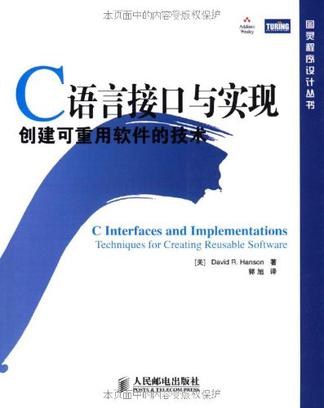 本页面中的内容受版权保护
Addison
Wesley
TURING
图灵程序设计丛书
C语言接口与实现
创建可重用软件的技术
C Interfaces and Implementations
Techniques for Creating Reusable Software
[美] David R. Hanson 著
郭旭 译
人民邮电出版社
POSTS & TELECOM PRESS
本页面中的内容受版权保护